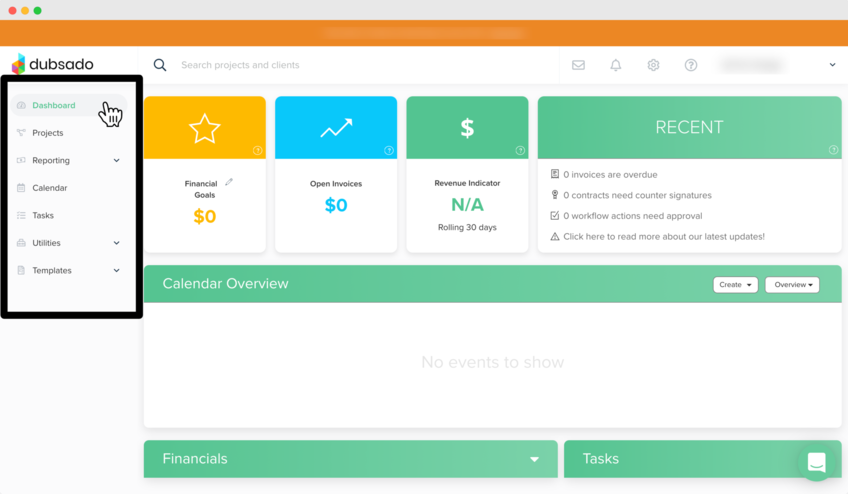 dubsado
Search projects and clients
Dashboard
Projects
Reporting
Calendar
Tasks
Utilities
Templates
Financial
Goals
$0
Open Invoices
$0
$
Revenue Indicator
N/A
Rolling 30 days
RECENT
0 invoices are overdue
0 contracts need counter signatures
0 workflow actions need approval
Click here to read more about our latest updates!
Calendar Overview
Create
Overview
No events to show
Financials
Tasks